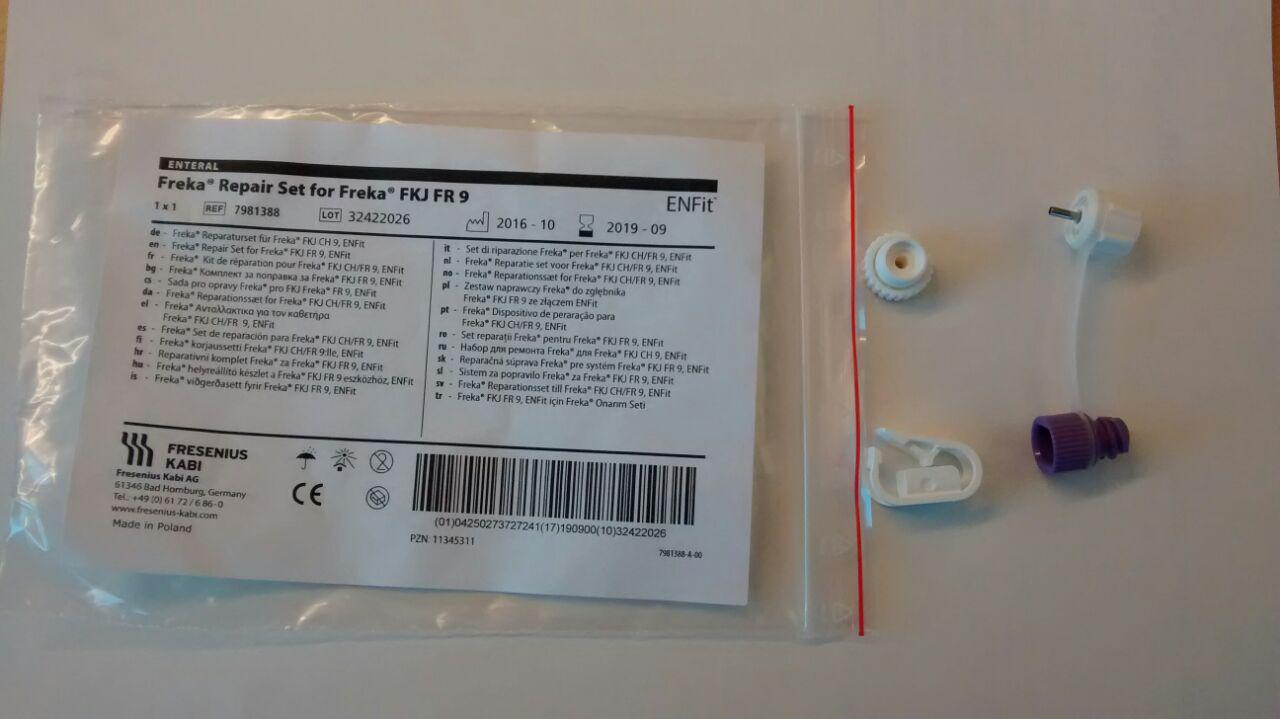 ENTERAL
Freka® Repair Set for Freka® FKJ FR 9
ENFit™
1 x 1 REF 7981388 LOT 32422026 2016 - 10 2019 - 09
de - Freka® Reparaturset für Freka® FKJ CH 9, ENFit
en - Freka® Repair Set for Freka® FKJ FR 9, ENFit
fr - Freka® Kit de réparation pour Freka® FKJ CH/FR 9, ENFit
bg - Freka® Комплект за поправка за Freka® FKJ FR 9, ENFit
cs - Sada pro opravy Freka® pro FKJ FREKA® FR 9, ENFit
da - Freka® Reparationssæt for Freka® FKJ CH/FR 9, ENFit
el - Freka® Ανταλλακτικα για τον καθετήρα
Freka® FKJ CH/FR 9, ENFit
es - Freka® Set de reparación para Freka® FKJ CH/FR 9, ENFit
fi - Freka® korjaussetti Freka® FKJ CH/FR 9:lle, ENFit
hr - Reparativni komplet Freka® za Freka® FKJ FR 9, ENFit
hu - Freka® helyreállító készlet a Freka® FKJ FR 9 eszközhöz, ENFit
is - Freka® viðgerðasett fyrir Freka® FKJ FR 9, ENFit
it - Set di riparazione Freka® per Freka® FKJ CH/FR 9, ENFit
nl - Freka® Reparatie set voor Freka® FKJ CH/FR 9, ENFit
no - Freka® Reparationssæt for Freka® FKJ CH/FR 9, ENFit
pl - Zestaw naprawczy Freka® do zgłębnika
Freka® FKJ FR 9 ze złączem ENFit
pt - Freka® Dispositivo de peraração para
Freka® FKJ CH/FR 9, ENFit
ro - Set reparații Freka® pentru Freka® FKJ FR 9, ENFit
ru - Набор для ремонта Freka® для Freka® FKJ CH 9, ENFit
sk - Reparačná súprava Freka® pre systém Freka® FKJ CH/FR 9, ENFit
sl - Sistem za popravilo Freka® za Freka® FKJ FR 9, ENFit
sv - Freka® Reparationsset till Freka® FKJ CH/FR 9, ENFit
tr - Freka® FKJ FR 9, ENFit için Freka® Onarım Seti
FRESENIUS
KABI
Fresenius Kabi AG
61346 Bad Homburg, Germany
Tel.: +49 (0) 61 72 / 6 86-0
www.fresenius-kabi.com
Made in Poland
CE
(01)04250273727241(17)190900(10)32422026
PZN: 11345311
7981388-A-00